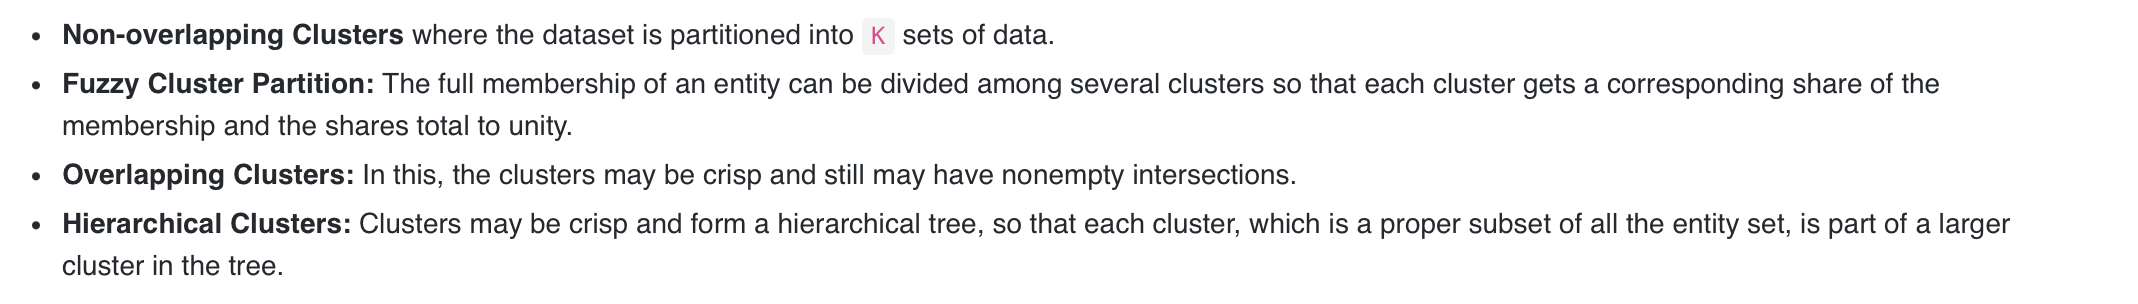 • Non-overlapping Clusters where the dataset is partitioned into K sets of data.
• Fuzzy Cluster Partition: The full membership of an entity can be divided among several clusters so that each cluster gets a corresponding share of the
membership and the shares total to unity.
• Overlapping Clusters: In this, the clusters may be crisp and still may have nonempty intersections.
• Hierarchical Clusters: Clusters may be crisp and form a hierarchical tree, so that each cluster, which is a proper subset of all the entity set, is part of a larger
cluster in the tree.